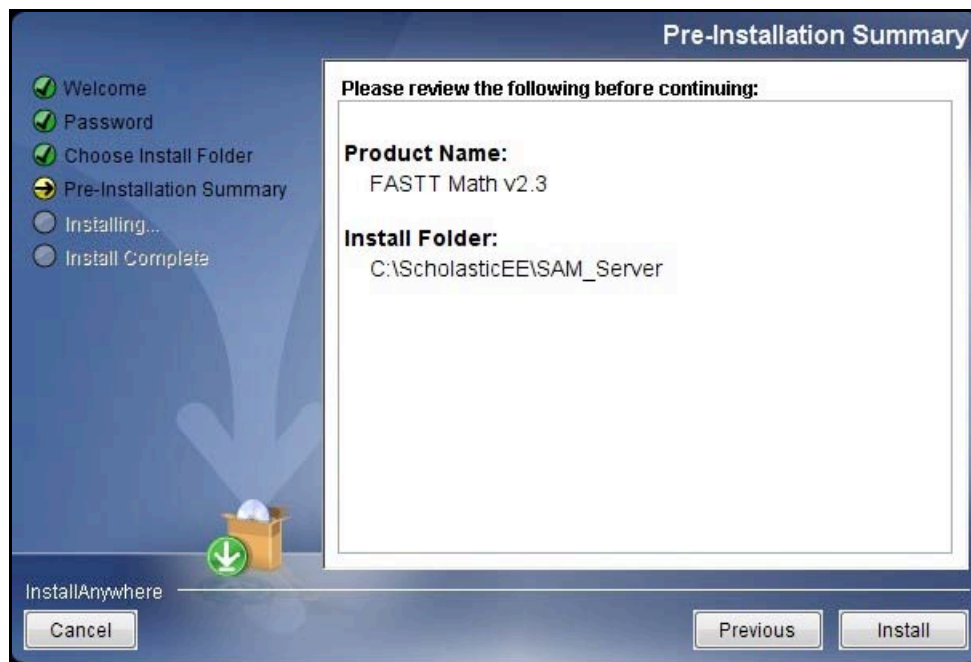 Pre-Installation Summary
Welcome
Password
Choose Install Folder
Pre-Installation Summary
Installing...
Install Complete
Please review the following before continuing:
Product Name:
FASTT Math v2.3
Install Folder:
C:\ScholasticEE\SAM_Server
InstallAnywhere
Cancel
Previous
Install